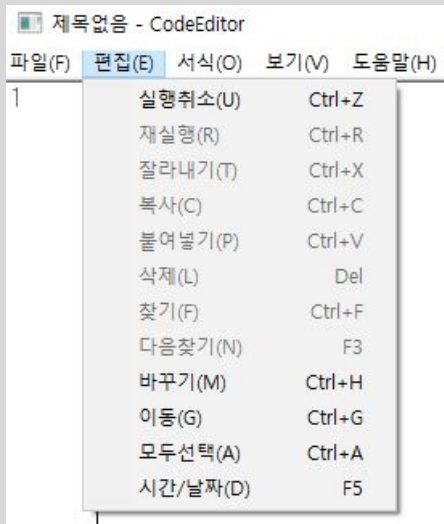 제목없음 - CodeEditor
파일(F) 편집(E) 서식(O) 보기(V) 도움말(H)
1
실행취소(U) Ctrl+Z
재실행(R) Ctrl+R
잘라내기(T) Ctrl+X
복사(C) Ctrl+C
붙여넣기(P) Ctrl+V
삭제(L) Del
찾기(F) Ctrl+F
다음찾기(N) F3
바꾸기(M) Ctrl+H
이동(G) Ctrl+G
모두선택(A) Ctrl+A
시간/날짜(D) F5